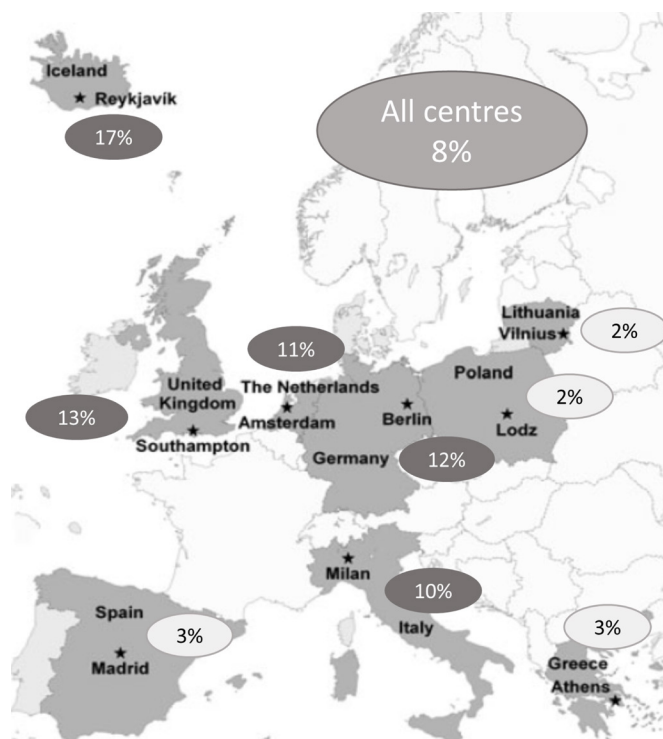 Iceland
Reykjavík
17%
All centres
8%
Lithuania
Vilnius
2%
11%
The Netherlands
Amsterdam
United
Kingdom
13%
Southampton
Poland
2%
Lodz
Berlin
Germany
12%
Milan
10%
Italy
Spain
3%
Madrid
3%
Greece
Athens